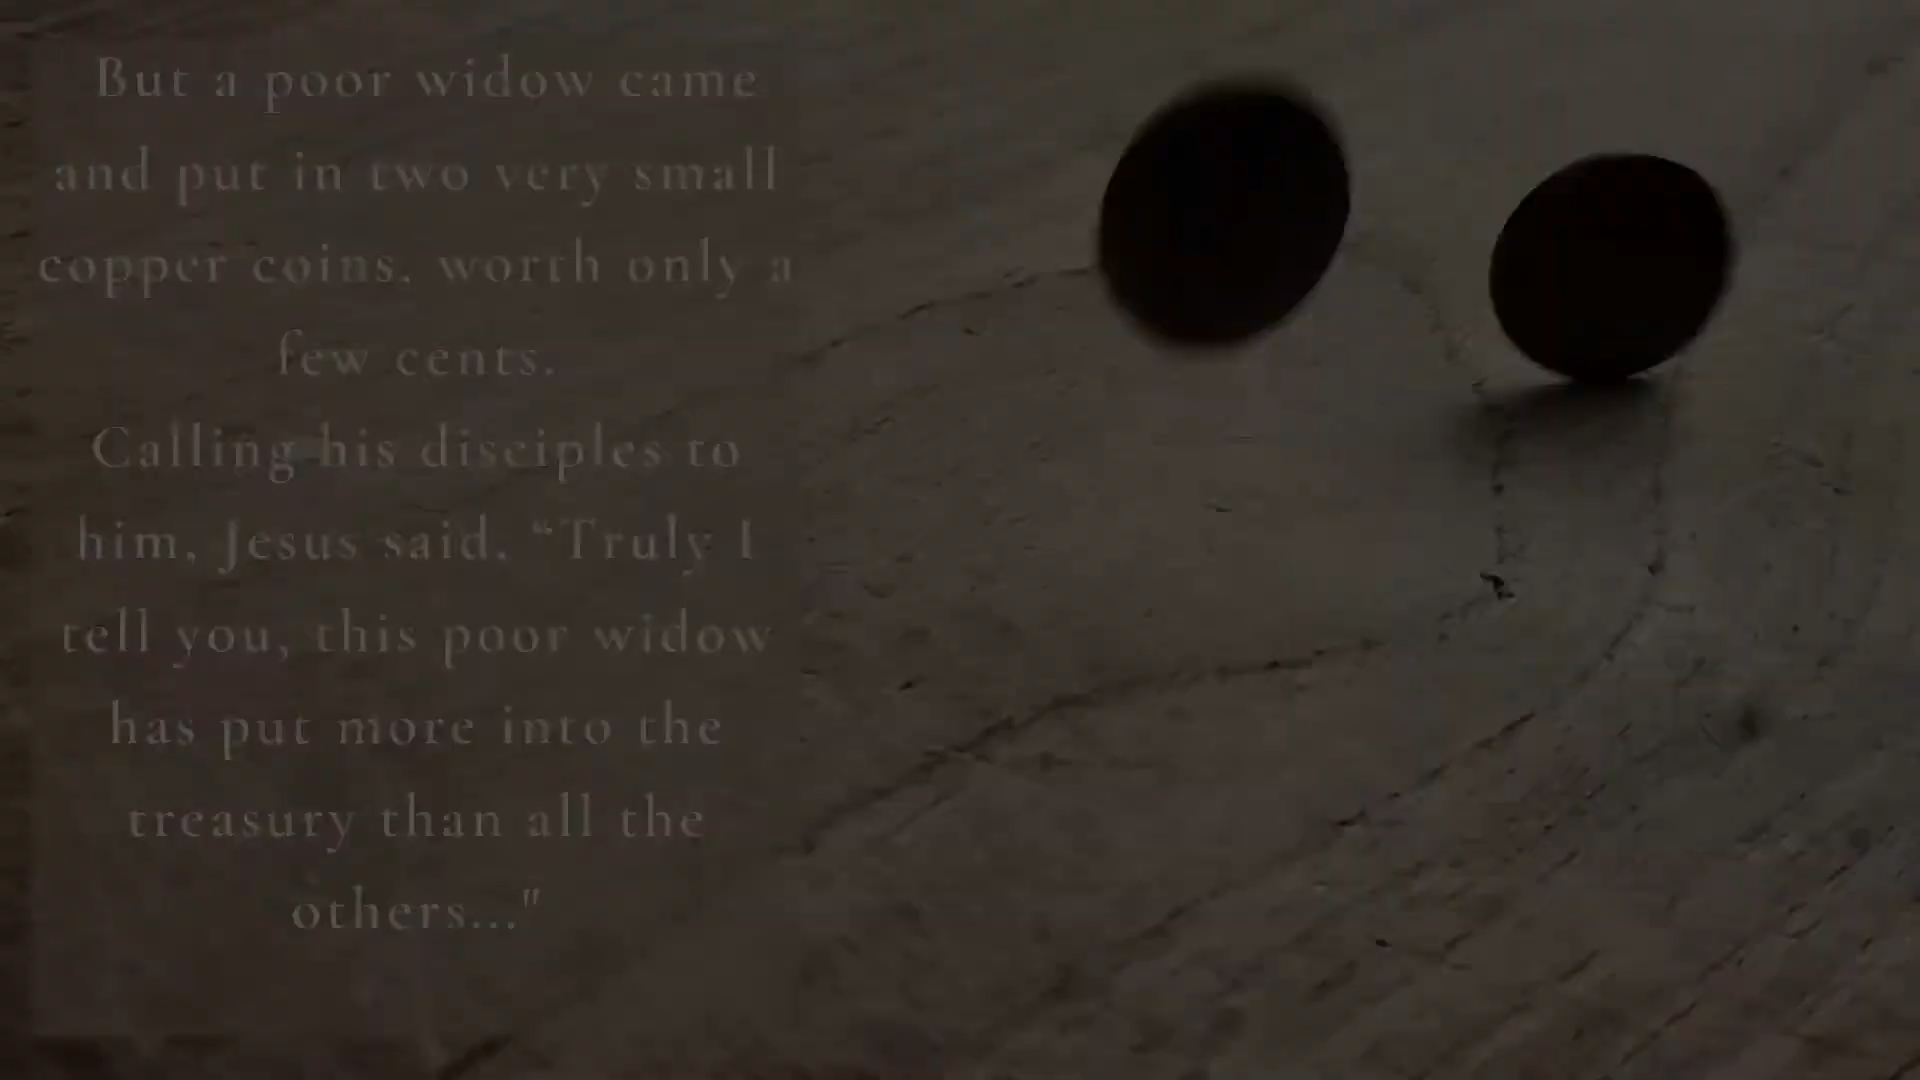 But a poor widow came
and put in two very small
copper coins, worth only a
few cents.
Calling his disciples to
him, Jesus said, “Truly I
tell you, this poor widow
has put more into the
treasury than all the
others..."